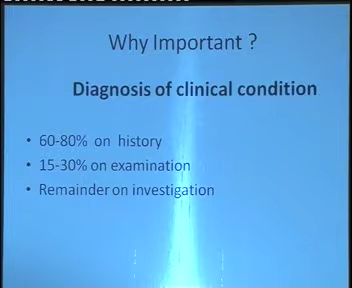 Why Important ?
Diagnosis of clinical condition
• 60-80% on history
• 15-30% on examination
• Remainder on investigation